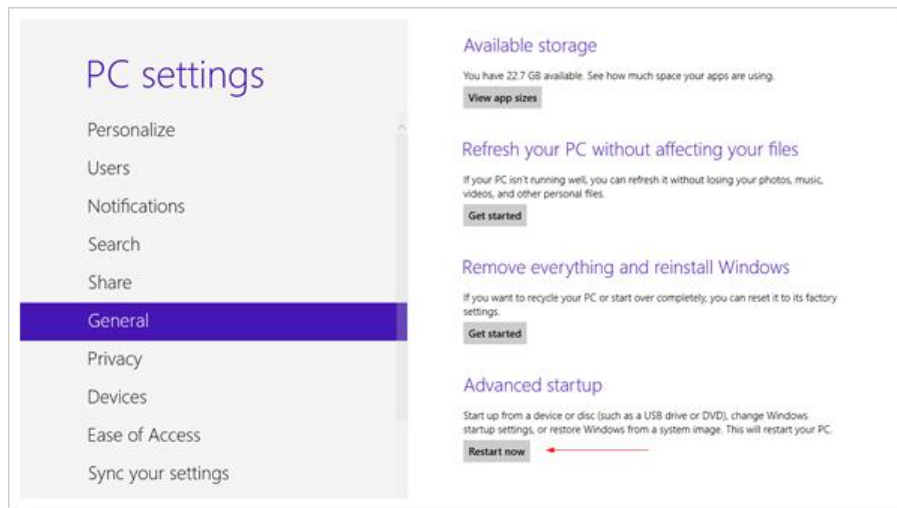 PC settings
Personalize
Users
Notifications
Search
Share
General
Privacy
Devices
Ease of Access
Sync your settings
Available storage
You have 22.7 GB available. See how much space your apps are using.
View app sizes
Refresh your PC without affecting your files
If your PC isn't running well, you can refresh it without losing your photos, music,
videos, and other personal files.
Get started
Remove everything and reinstall Windows
If you want to recycle your PC or start over completely, you can reset it to its factory
settings.
Get started
Advanced startup
Start up from a device or disc (such as a USB drive or DVD), change Windows
startup settings, or restore Windows from a system image. This will restart your PC.
Restart now